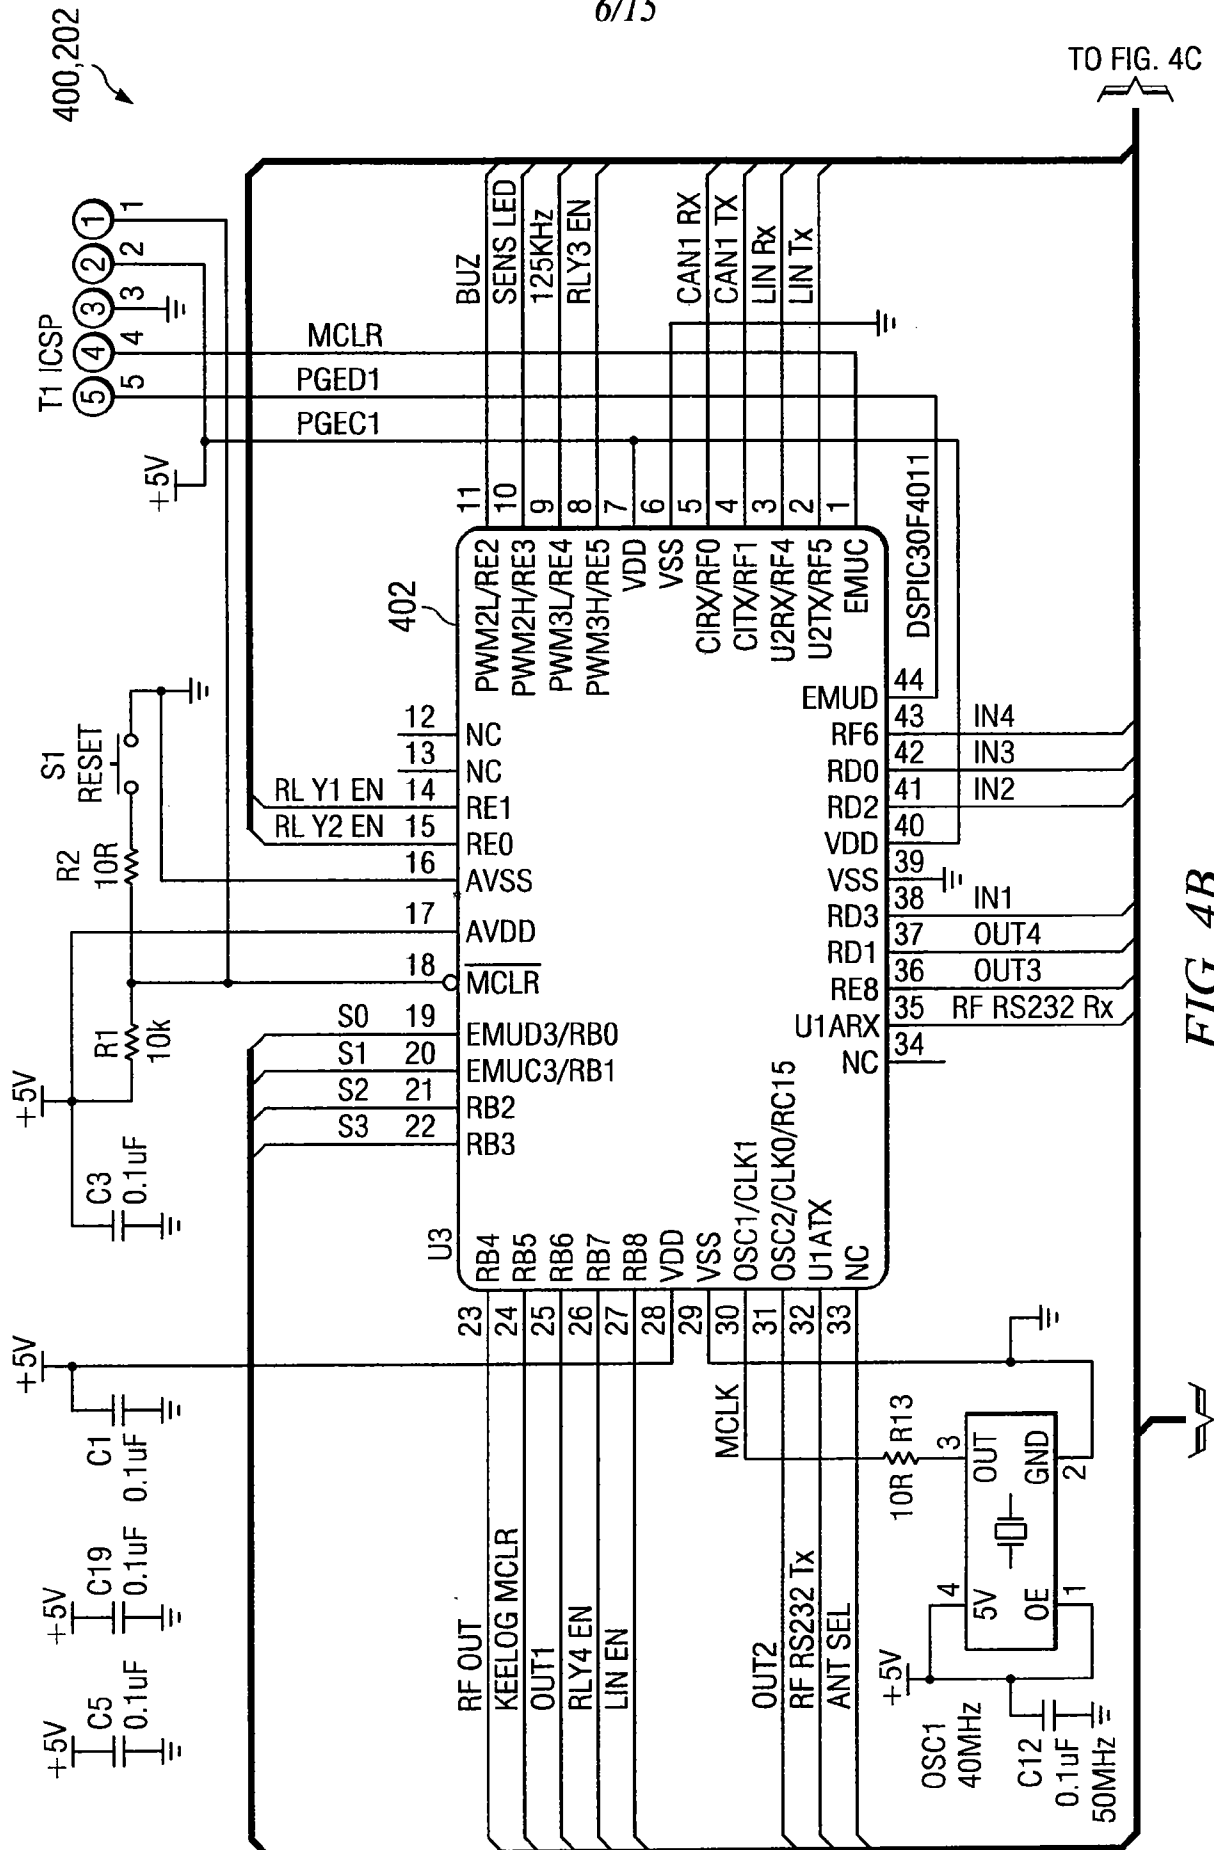 6/15
400,202
TO FIG. 4C
T1 ICSP
1
2
3
4
5
1
2
3
4
5
+5V
MCLR
PGED1
PGEC1
BUZ
SENS LED
125KHz
RLY3 EN
CAN1 RX
CAN1 TX
LIN Rx
LIN Tx
11
10
9
8
7
6
5
4
3
2
1
PWM2L/RE2
PWM2H/RE3
PWM3L/RE4
PWM3H/RE5
VDD
VSS
CIRX/RF0
CITX/RF1
U2RX/RF4
U2TX/RF5
EMUC
DSPIC30F4011
402
S1
RESET
R2
10R
R1
10k
+5V
C3
0.1uF
12 NC
13 NC
RL Y1 EN 14 RE1
RL Y2 EN 15 RE0
16 AVSS
17 AVDD
18 MCLR
S0 19 EMUD3/RB0
S1 20 EMUC3/RB1
S2 21 RB2
S3 22 RB3
EMUD 44
RF6 43 IN4
RD0 42 IN3
RD2 41 IN2
VDD 40
VSS 39
RD3 38 IN1
RD1 37 OUT4
RE8 36 OUT3
U1ARX 35 RF RS232 Rx
NC 34
U3
RB4
RB5
RB6
RB7
RB8
VDD
VSS
OSC1/CLK1
OSC2/CLK0/RC15
U1ATX
NC
23
24
25
26
27
28
29
30
31
32
33
+5V
C1
0.1uF
+5V
C19
0.1uF
+5V
C5
0.1uF
RF OUT
KEELOG MCLR
OUT1
RLY4 EN
LIN EN
MCLK
OUT2
RF RS232 Tx
ANT SEL
R13
10R
3
OUT
GND
2
4
5V
OE
1
+5V
OSC1
40MHz
C12
0.1uF
50MHz
FIG. 4B